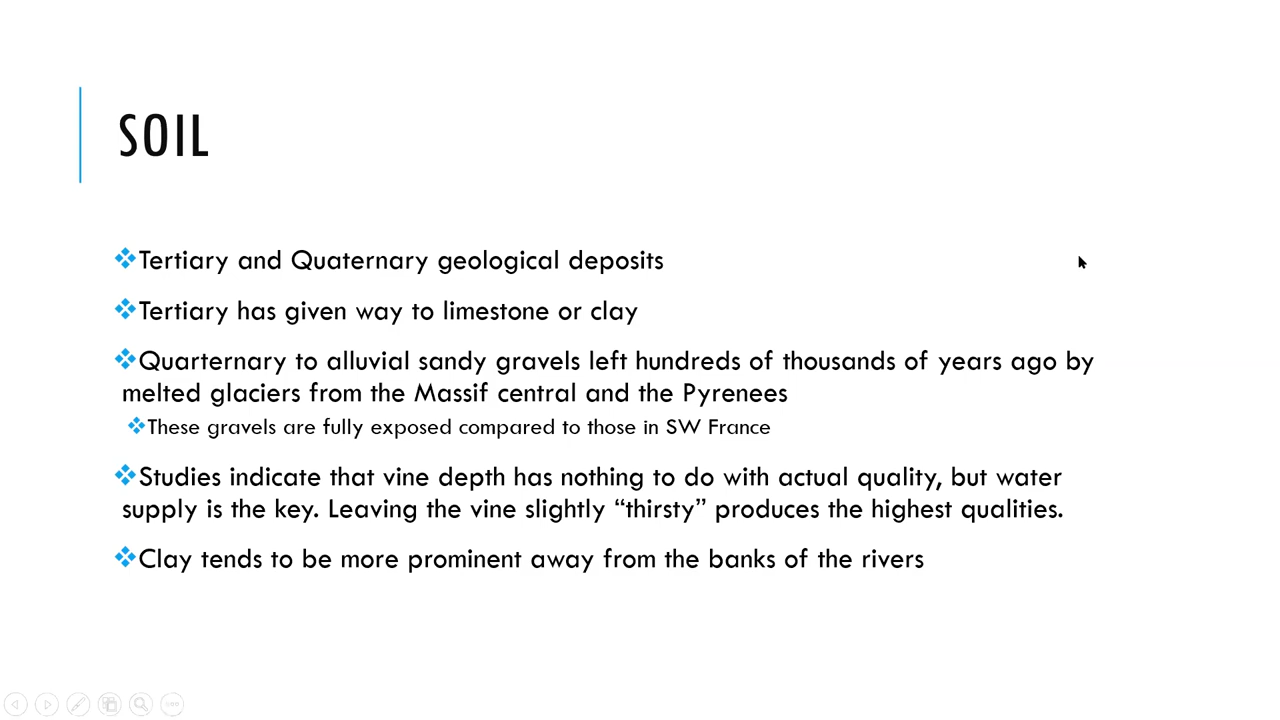 SOIL
Tertiary and Quaternary geological deposits
Tertiary has given way to limestone or clay
Quarternary to alluvial sandy gravels left hundreds of thousands of years ago by
melted glaciers from the Massif central and the Pyrenees
These gravels are fully exposed compared to those in SW France
Studies indicate that vine depth has nothing to do with actual quality, but water
supply is the key. Leaving the vine slightly “thirsty” produces the highest qualities.
Clay tends to be more prominent away from the banks of the rivers